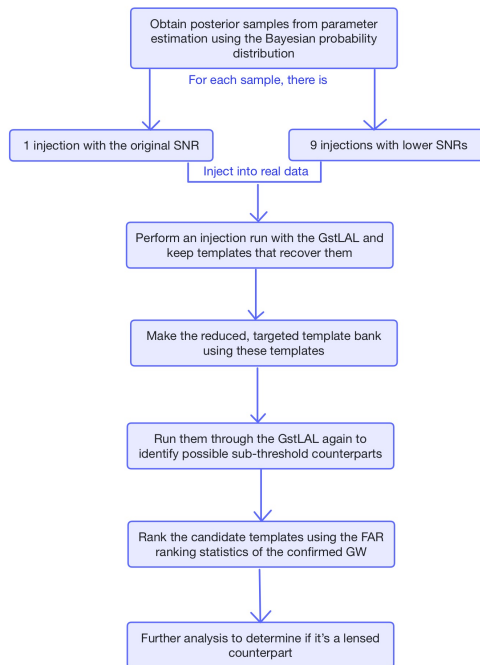 Obtain posterior samples from parameter
estimation using the Bayesian probability
distribution
For each sample, there is
1 injection with the original SNR
9 injections with lower SNRs
Inject into real data
Perform an injection run with the GstLAL and
keep templates that recover them
Make the reduced, targeted template bank
using these templates
Run them through the GstLAL again to
identify possible sub-threshold counterparts
Rank the candidate templates using the FAR
ranking statistics of the confirmed GW
Further analysis to determine if it's a lensed
counterpart